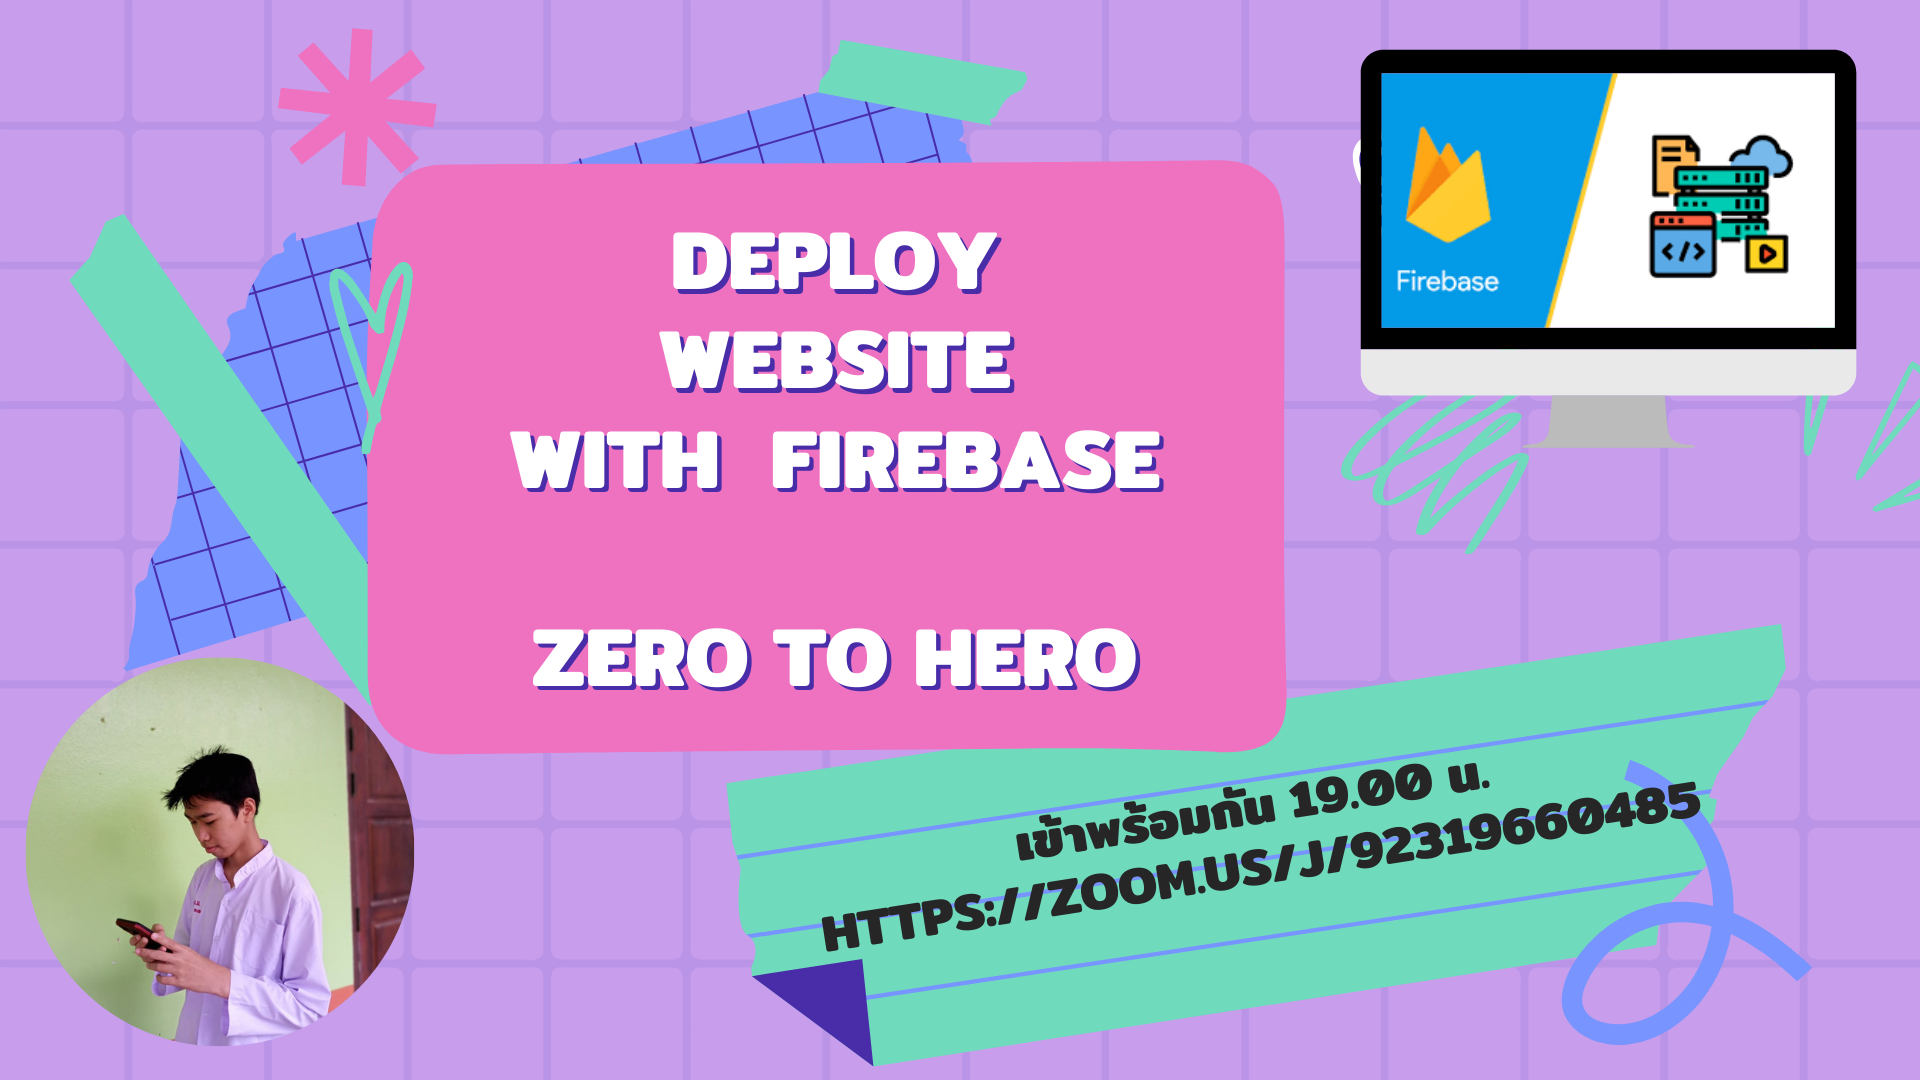 DEPLOY
WEBSITE
WITH FIREBASE
ZERO TO HERO
Firebase
</>
เข้าพร้อมกัน 19.00 น.
HTTPS://ZOOM.US/J/92319660485